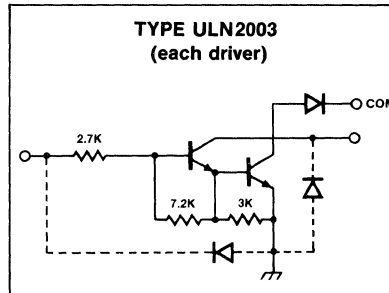 TYPE ULN2003
(each driver)
COM
2.7K
7.2K
3K